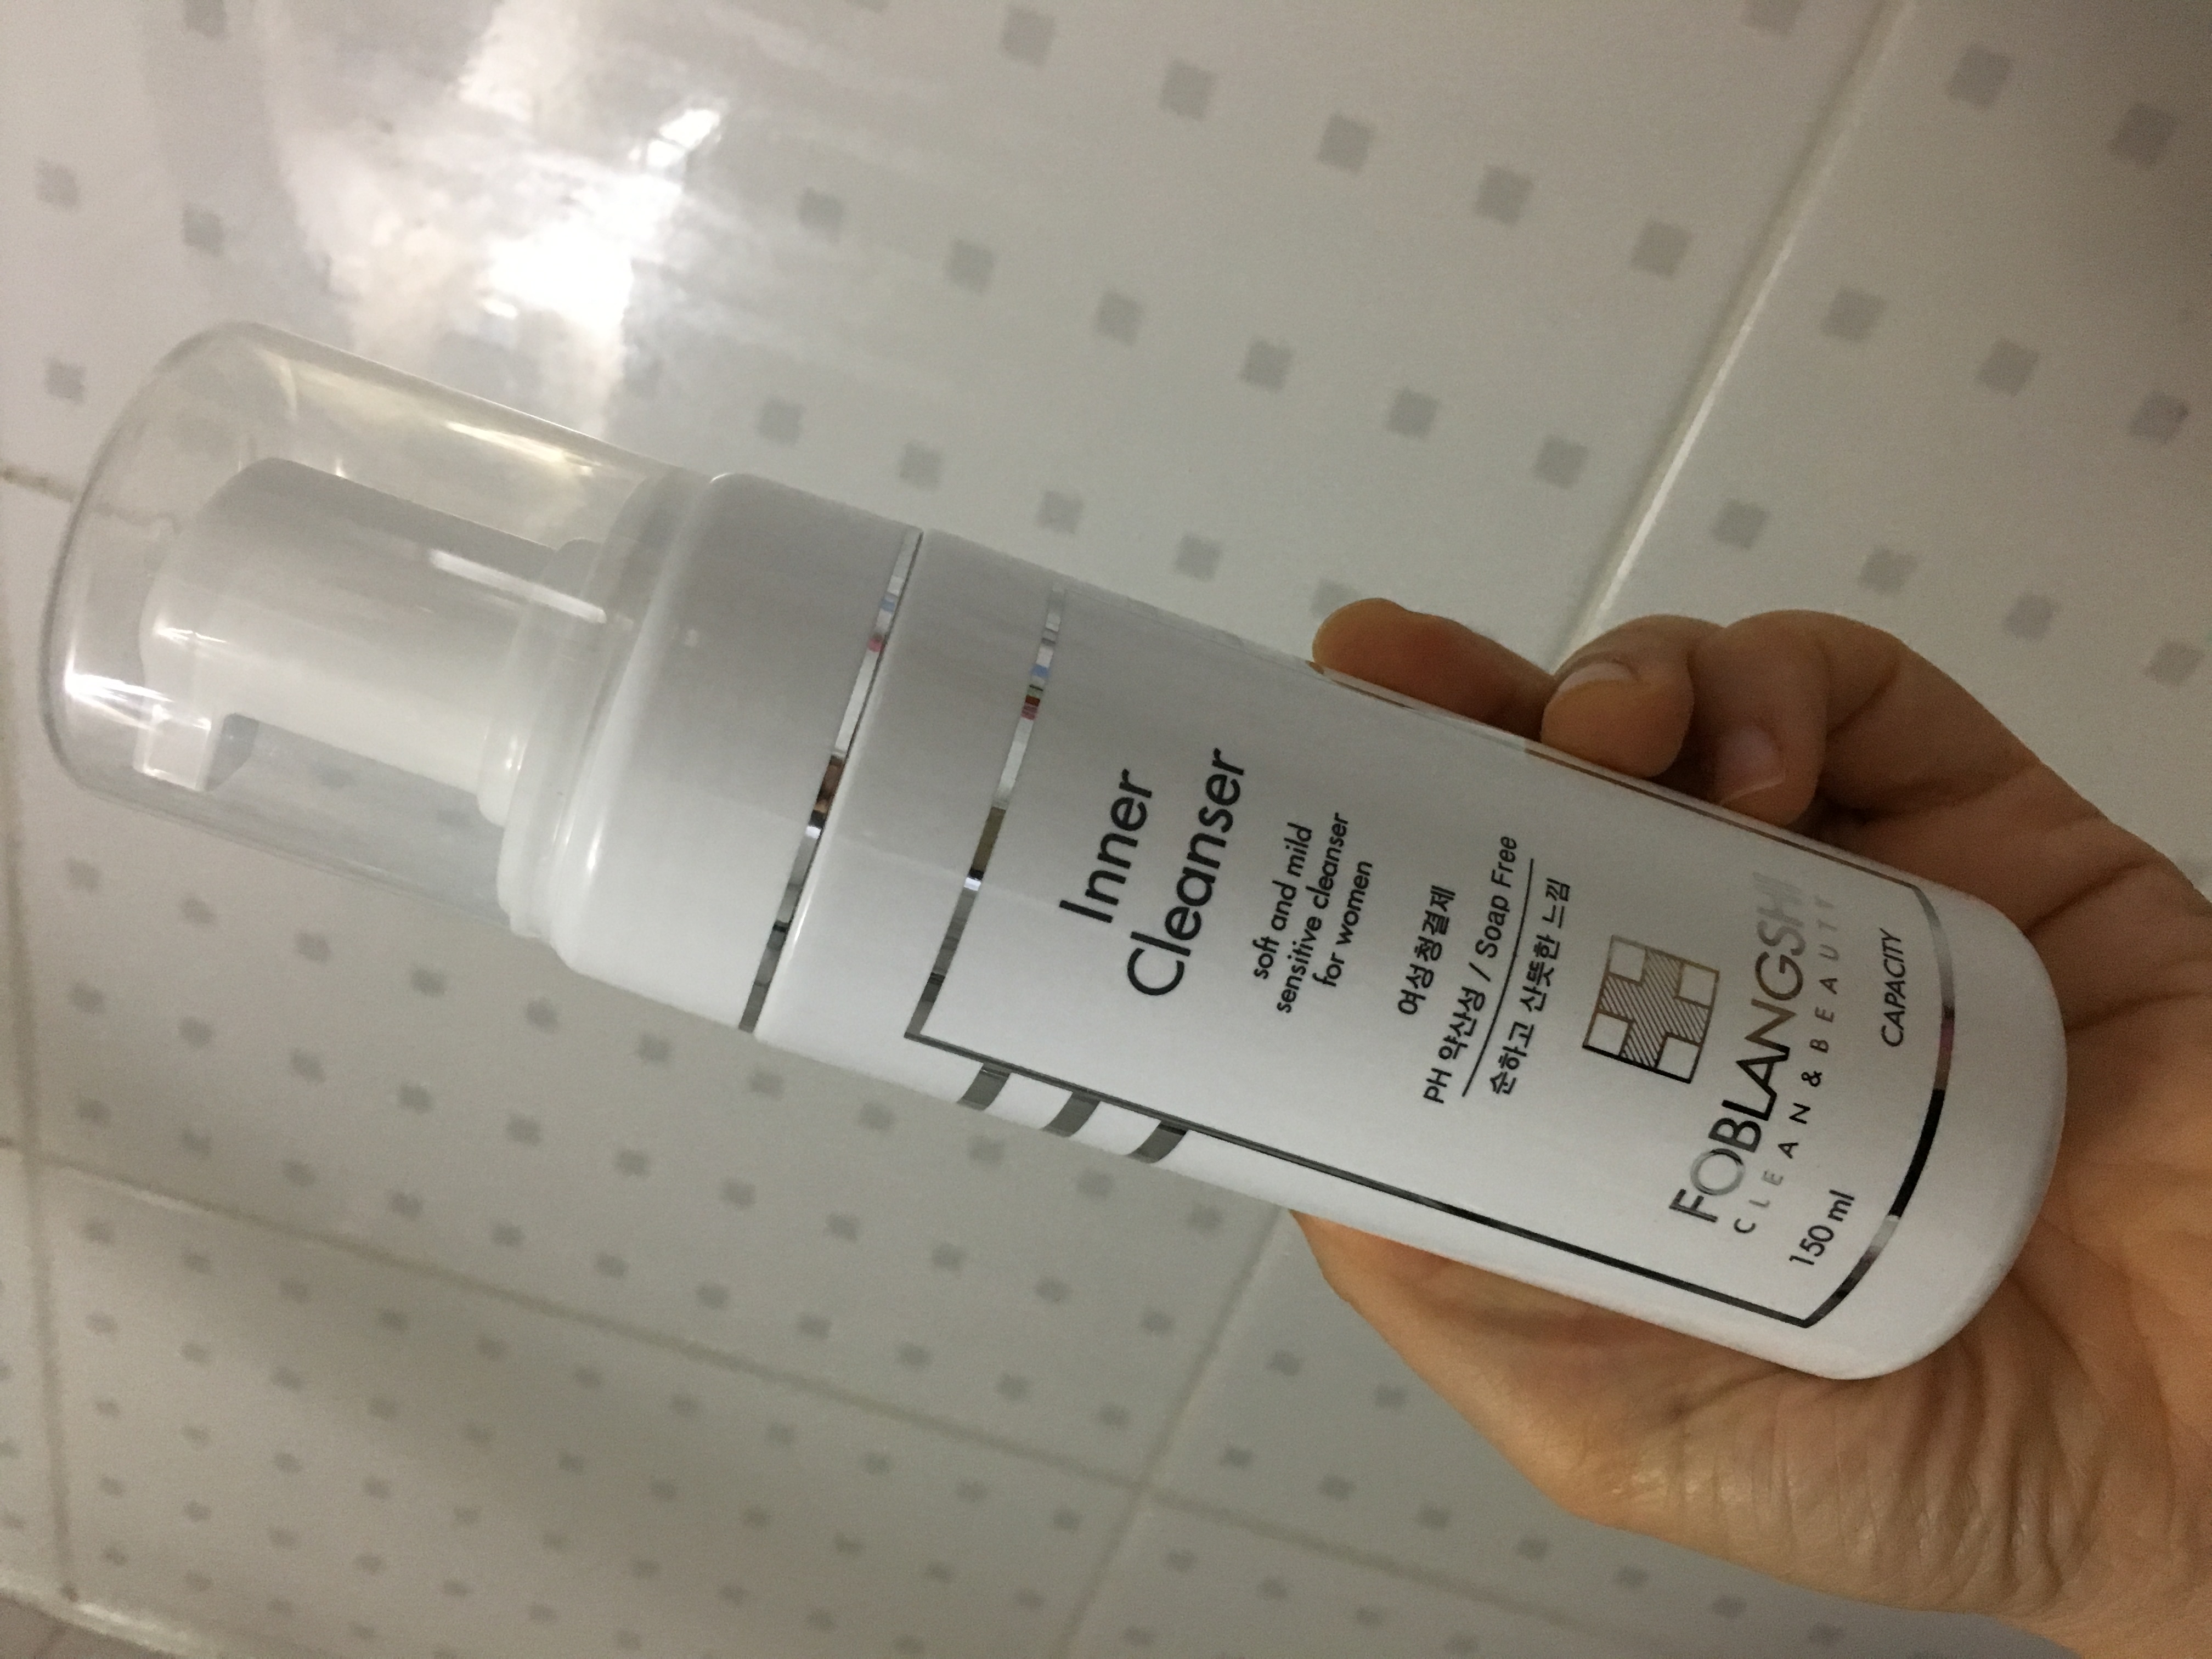 Inner
Cleanser
soft and mild
sensitive cleanser
for women
여성청결제
PH 약산성 / Soap Free
순하고 산뜻한 느낌
FOBLANGSHI
CLEAN & BEAUTY
150 ml CAPACITY